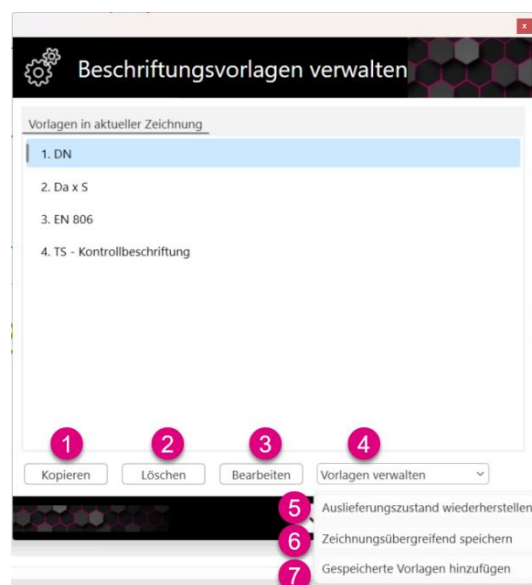 x
Beschriftungsvorlagen verwalten
Vorlagen in aktueller Zeichnung
1. DN
2. Da x S
3. EN 806
4. TS - Kontrollbeschriftung
1 2 3 4
Kopieren Löschen Bearbeiten Vorlagen verwalten
5 Auslieferungszustand wiederherstellen
6 Zeichnungsübergreifend speichern
7 Gespeicherte Vorlagen hinzufügen